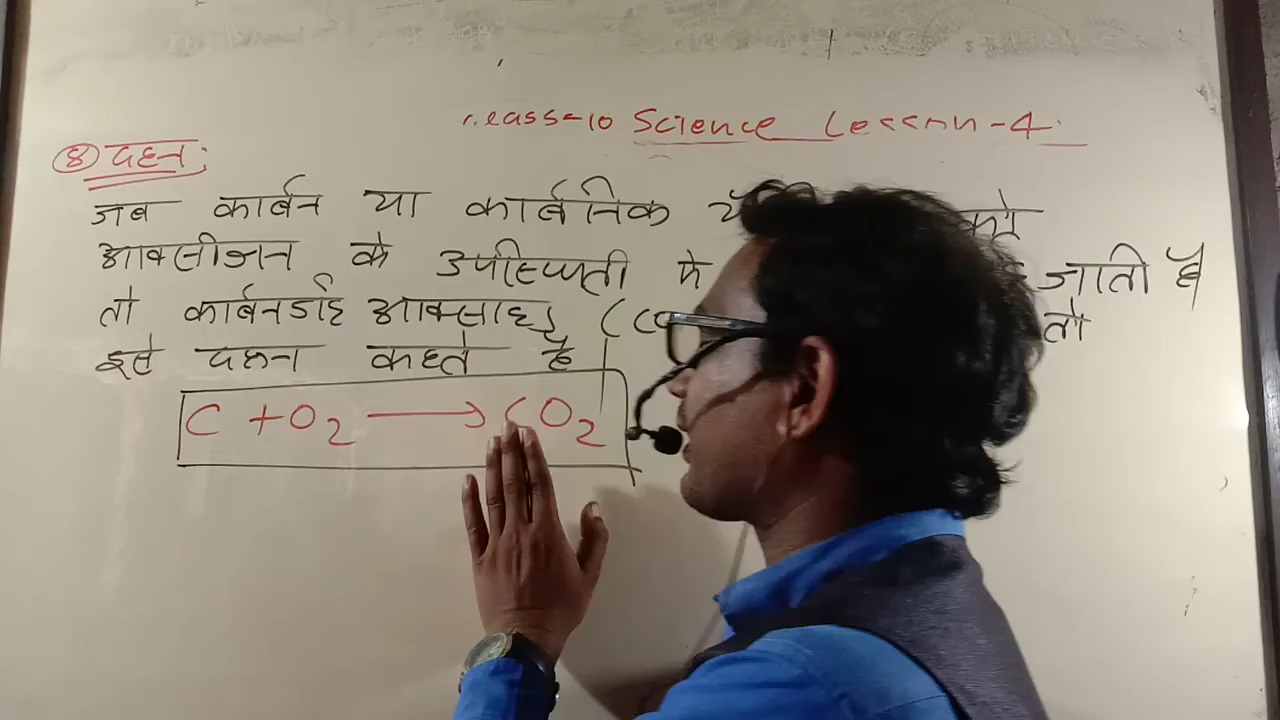 Class-10 Science Lesson-4
8 दहन:
जब कार्बन या कार्बनिक को
आक्सीजन के उपस्थिती मे जाती है
तो कार्बनडाई आक्साइड (CO तो
इसे दहन कहते है
C + O2 ⟶ CO2